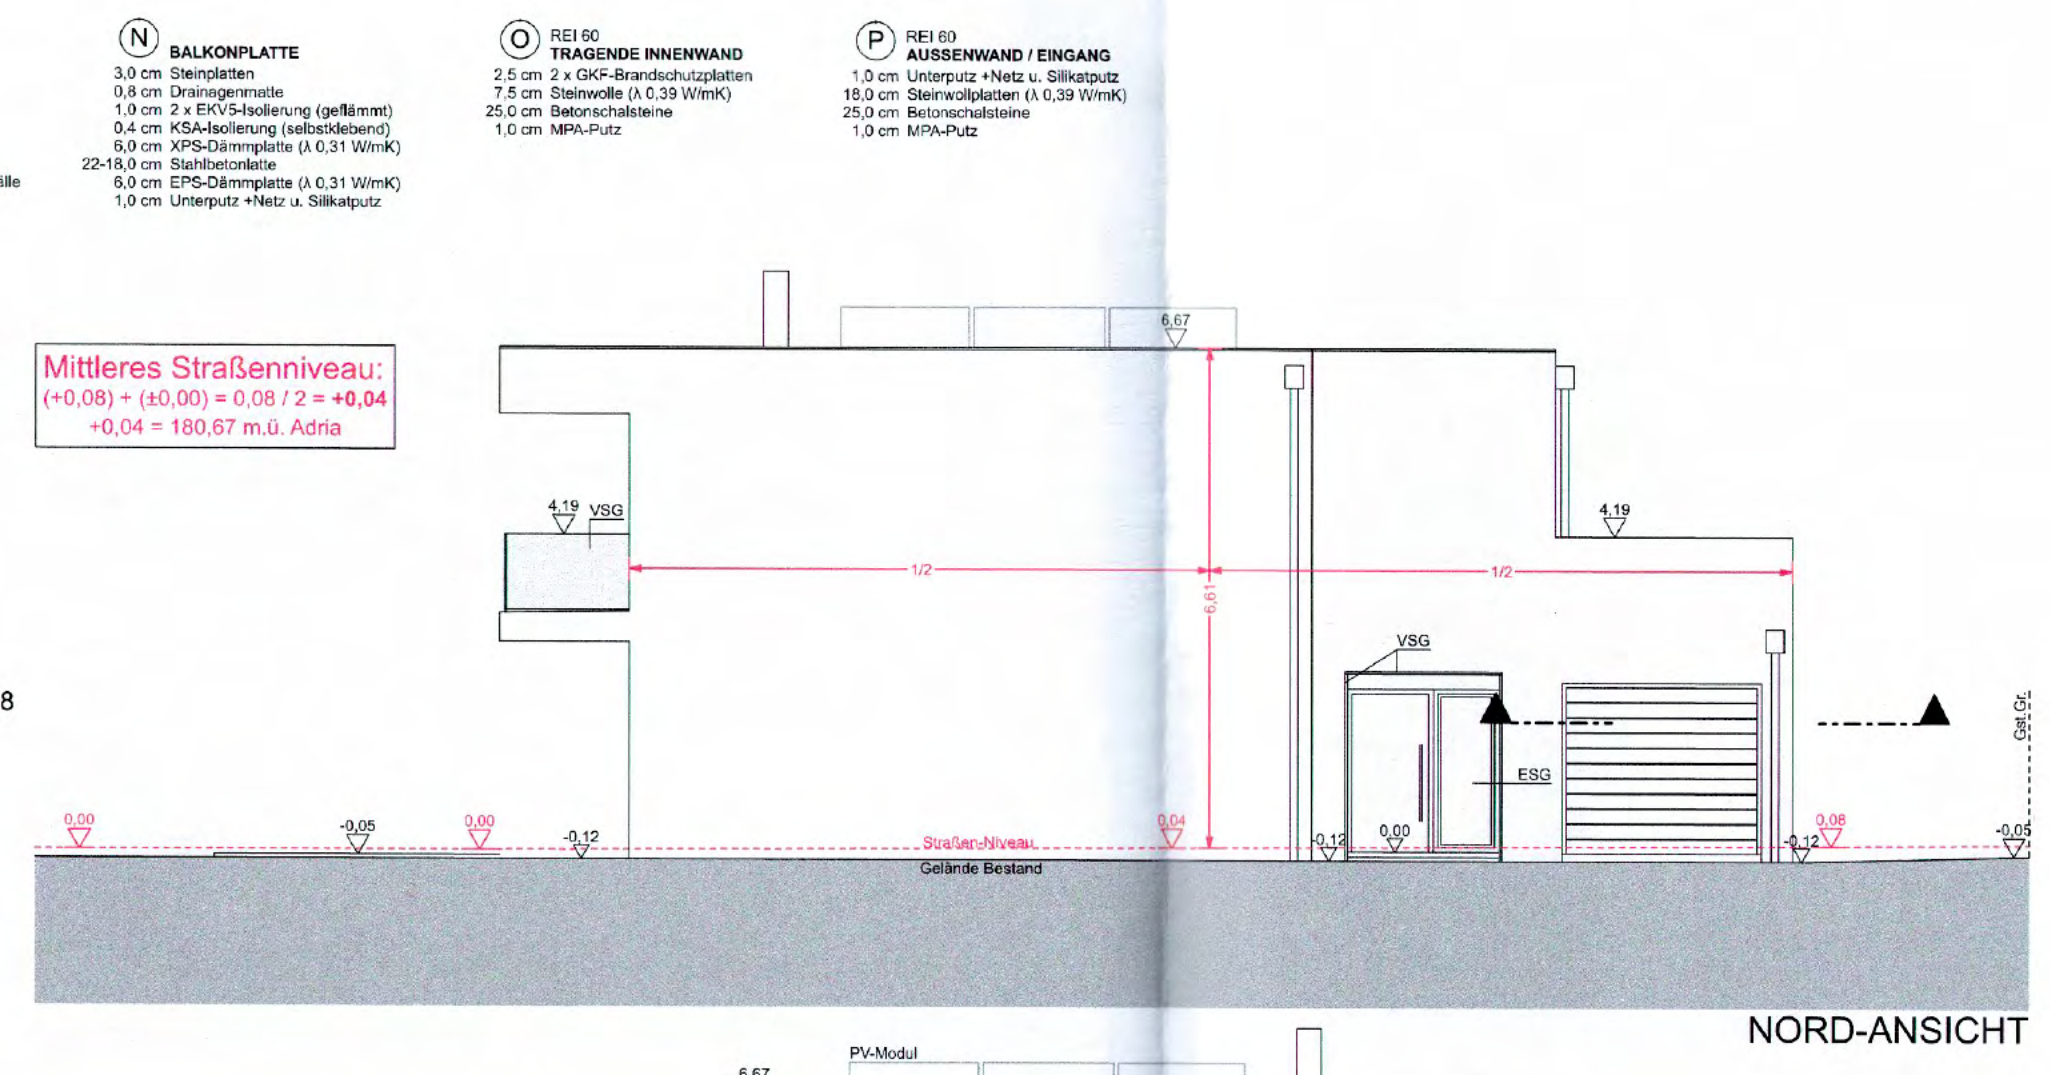 N
BALKONPLATTE
3,0 cm Steinplatten
0,8 cm Drainagenmatte
1,0 cm 2 x EKV5-Isolierung (geflämmt)
0,4 cm KSA-Isolierung (selbstklebend)
6,0 cm XPS-Dämmplatte (λ 0,31 W/mK)
22-18,0 cm Stahlbetonlatte
6,0 cm EPS-Dämmplatte (λ 0,31 W/mK)
1,0 cm Unterputz +Netz u. Silikatputz
O REI 60
TRAGENDE INNENWAND
2,5 cm 2 x GKF-Brandschutzplatten
7,5 cm Steinwolle (λ 0,39 W/mK)
25,0 cm Betonschalsteine
1,0 cm MPA-Putz
P REI 60
AUSSENWAND / EINGANG
1,0 cm Unterputz +Netz u. Silikatputz
18,0 cm Steinwollplatten (λ 0,39 W/mK)
25,0 cm Betonschalsteine
1,0 cm MPA-Putz
älle
6,67
Mittleres Straßenniveau:
(+0,08) + (±0,00) = 0,08 / 2 = +0,04
+0,04 = 180,67 m.ü. Adria
4,19 VSG
4,19
1/2
1/2
6,61
VSG
8
Gst.Gr.
ESG
0,00
-0,05
0,00
-0,12
Straßen-Niveau
0,04
-0,12
0,00
-0,12
0,08
-0,05
Gelände Bestand
NORD-ANSICHT
PV-Modul
6,67